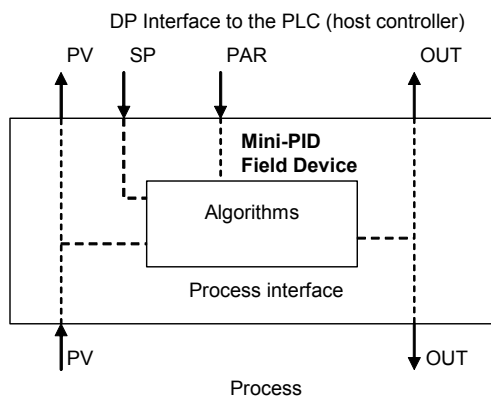 DP Interface to the PLC (host controller)
PV SP PAR OUT
Mini-PID
Field Device
Algorithms
Process interface
PV OUT
Process